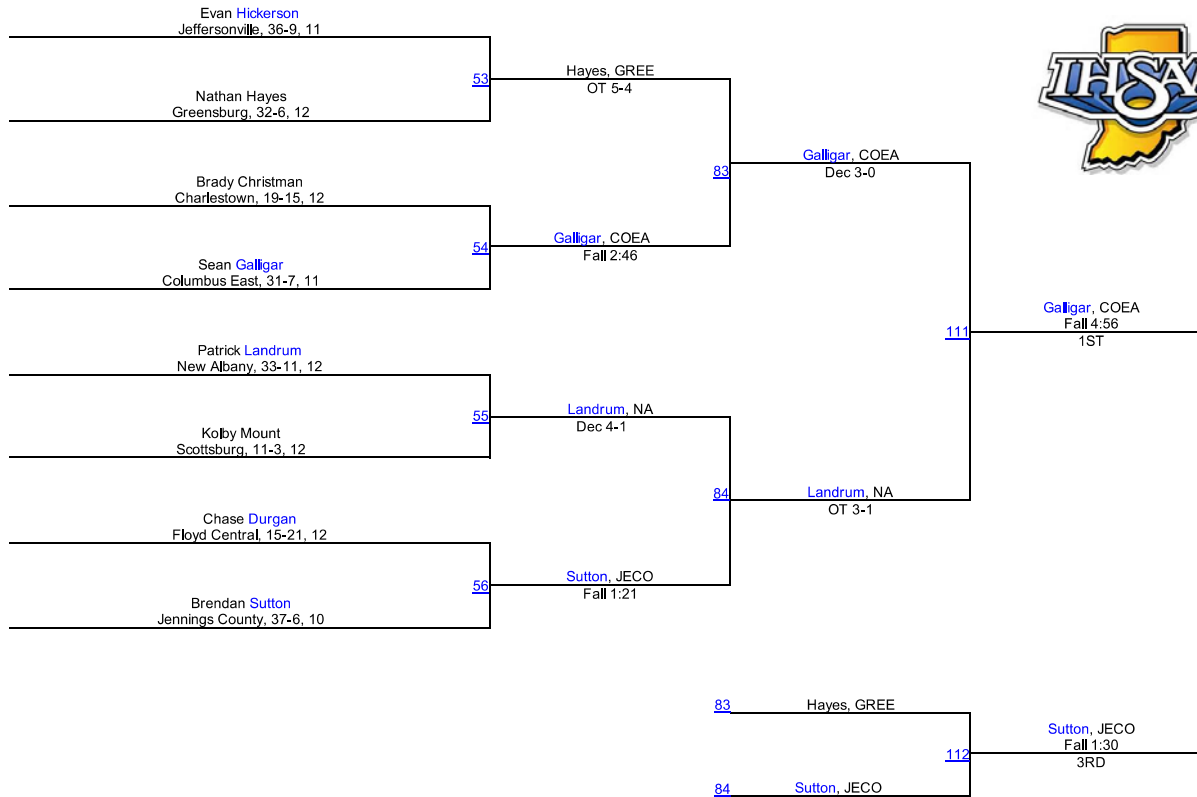 Evan Hickerson
Jeffersonville, 36-9, 11
53
Hayes, GREE
OT 5-4
Nathan Hayes
Greensburg, 32-6, 12
IHSAA
83
Galligar, COEA
Dec 3-0
Brady Christman
Charlestown, 19-15, 12
54
Galligar, COEA
Fall 2:46
Sean Galligar
Columbus East, 31-7, 11
111
Galligar, COEA
Fall 4:56
1ST
Patrick Landrum
New Albany, 33-11, 12
55
Landrum, NA
Dec 4-1
Kolby Mount
Scottsburg, 11-3, 12
84
Landrum, NA
OT 3-1
Chase Durgan
Floyd Central, 15-21, 12
56
Sutton, JECO
Fall 1:21
Brendan Sutton
Jennings County, 37-6, 10
83
Hayes, GREE
112
Sutton, JECO
Fall 1:30
3RD
84
Sutton, JECO